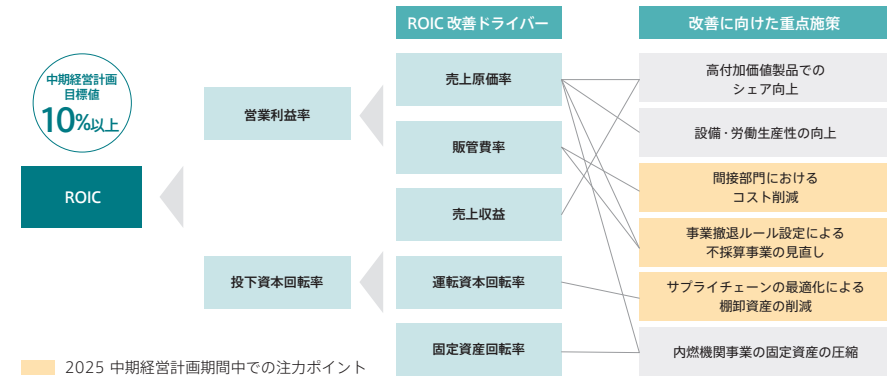 ROIC 改善ドライバー
改善に向けた重点施策
中期経営計画
目標値
10%以上
ROIC
営業利益率
投下資本回転率
売上原価率
販管費率
売上収益
運転資本回転率
固定資産回転率
高付加価値製品での
シェア向上
設備・労働生産性の向上
間接部門における
コスト削減
事業撤退ルール設定による
不採算事業の見直し
サプライチェーンの最適化による
棚卸資産の削減
内燃機関事業の固定資産の圧縮
2025 中期経営計画期間中での注力ポイント